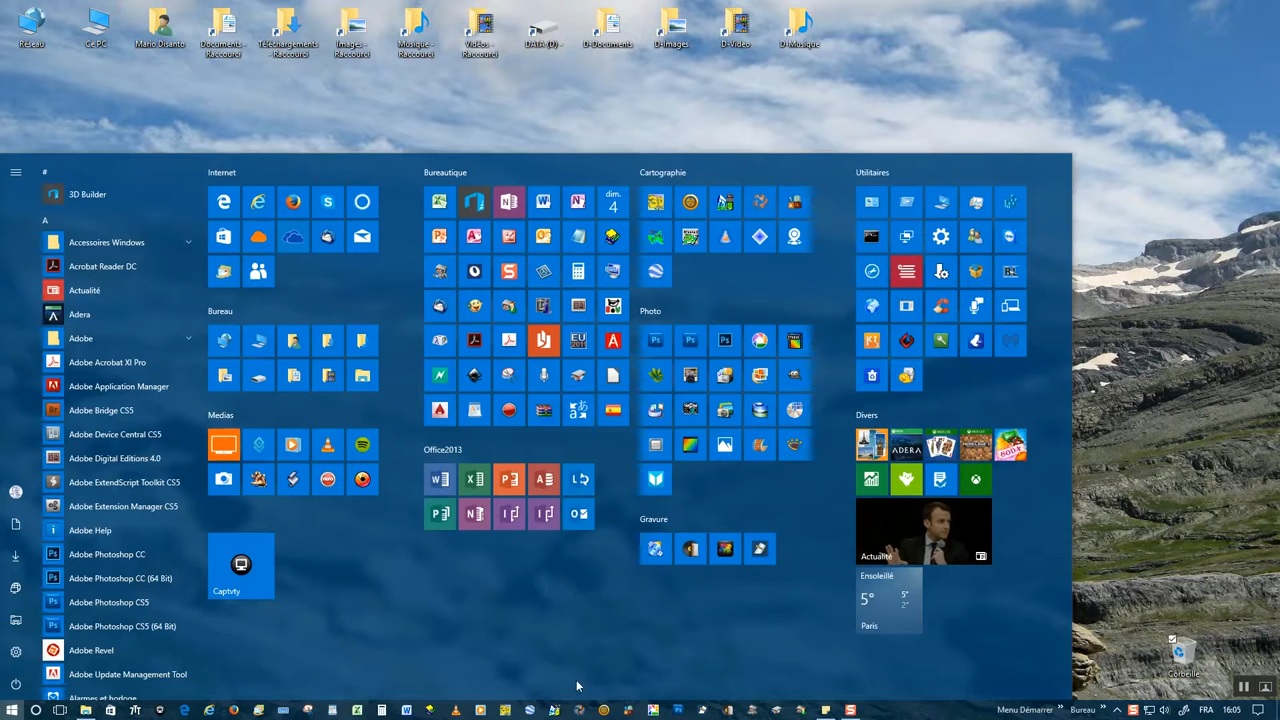 Réseau
Ce PC
Mario Disanto
Documents -
Raccourci
Téléchargements
- Raccourci
Images -
Raccourci
Musique -
Raccourci
Vidéos -
Raccourci
DATA (D) -
D-Documents
D-Images
D-Vidéo
D-Musique
#
3D Builder
A
Accessoires Windows
Acrobat Reader DC
Actualité
Adera
Adobe
Adobe Acrobat XI Pro
Adobe Application Manager
Adobe Bridge CS5
Adobe Device Central CS5
Adobe Digital Editions 4.0
Adobe ExtendScript Toolkit CS5
Adobe Extension Manager CS5
Adobe Help
Adobe Photoshop CC
Adobe Photoshop CC (64 Bit)
Adobe Photoshop CS5
Adobe Photoshop CS5 (64 Bit)
Adobe Revel
Adobe Update Management Tool
Alarmes et horloge
Internet
Bureau
Medias
Captvty
Bureautique
dim.
4
EU
2011
Office2013
Cartographie
Photo
Gravure
Utilitaires
Divers
ADERA
Actualité
Ensoleillé
5° 5°
2°
Paris
Corbeille
Menu Démarrer
Bureau
FRA
16:05